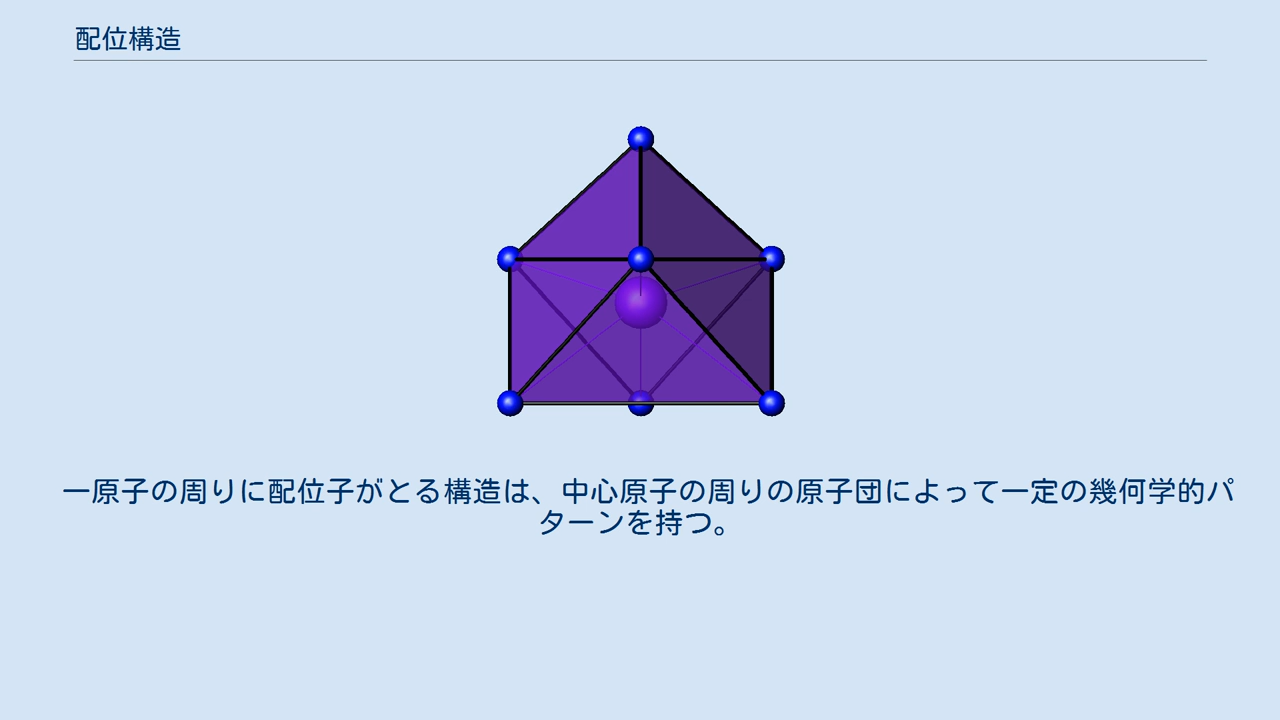 配位構造
一原子の周りに配位子がとる構造は、中心原子の周りの原子団によって一定の幾何学的パ
ターンを持つ。